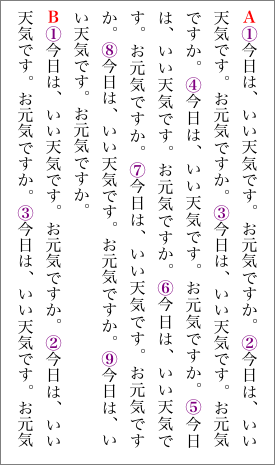 A①今日は、いい天気です。お元気ですか。②今日は、いい
天気です。お元気ですか。③今日は、いい天気です。お元気
ですか。④今日は、いい天気です。お元気ですか。⑤今日
は、いい天気です。お元気ですか。⑥今日は、いい天気で
す。お元気ですか。⑦今日は、いい天気です。お元気です
か。⑧今日は、いい天気です。お元気ですか。⑨今日は、い
い天気です。お元気ですか。
B①今日は、いい天気です。お元気ですか。②今日は、いい
天気です。お元気ですか。③今日は、いい天気です。お元気